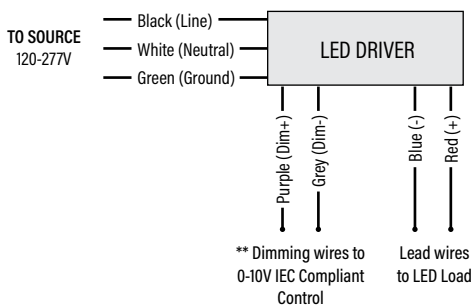 TO SOURCE
120-277V
Black (Line)
White (Neutral)
Green (Ground)
LED DRIVER
Purple (Dim+)
Grey (Dim-)
Blue (-)
Red (+)
** Dimming wires to
0-10V IEC Compliant
Control
Lead wires
to LED Load